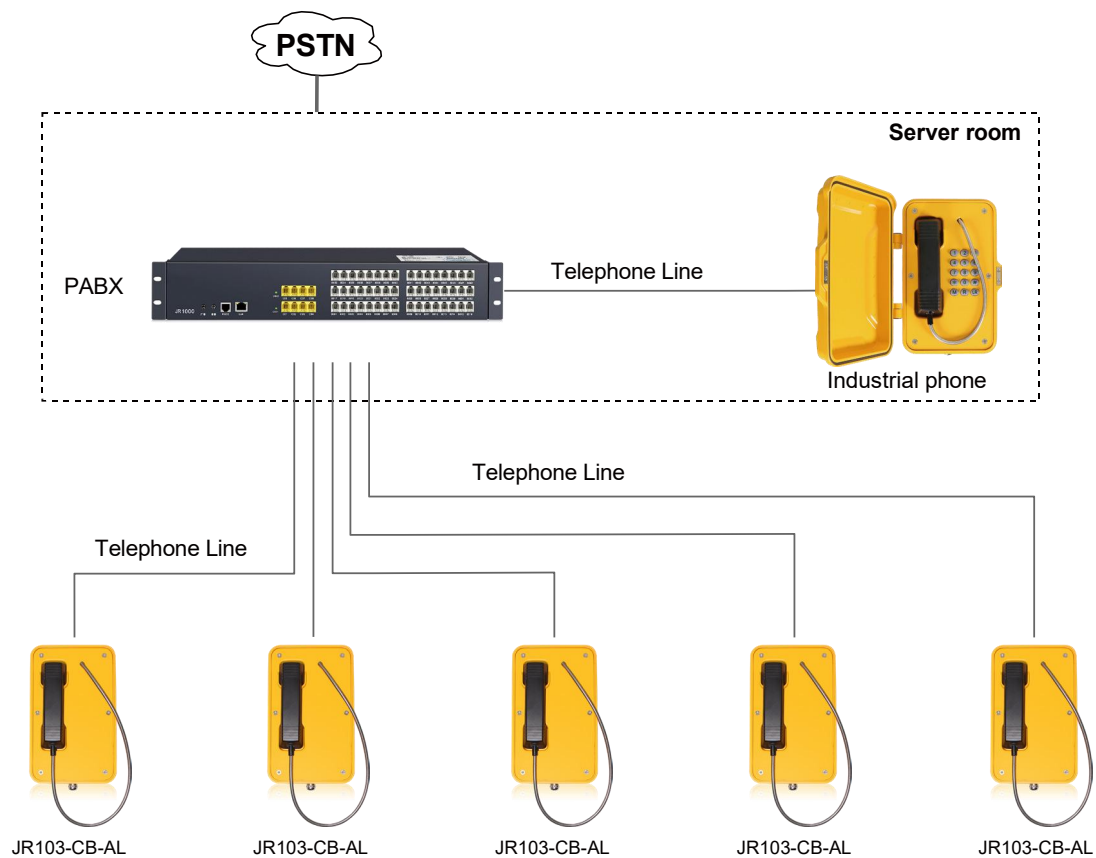 PSTN
Server room
PABX
Telephone Line
JR1000
Industrial phone
Telephone Line
Telephone Line
JR103-CB-AL
JR103-CB-AL
JR103-CB-AL
JR103-CB-AL
JR103-CB-AL